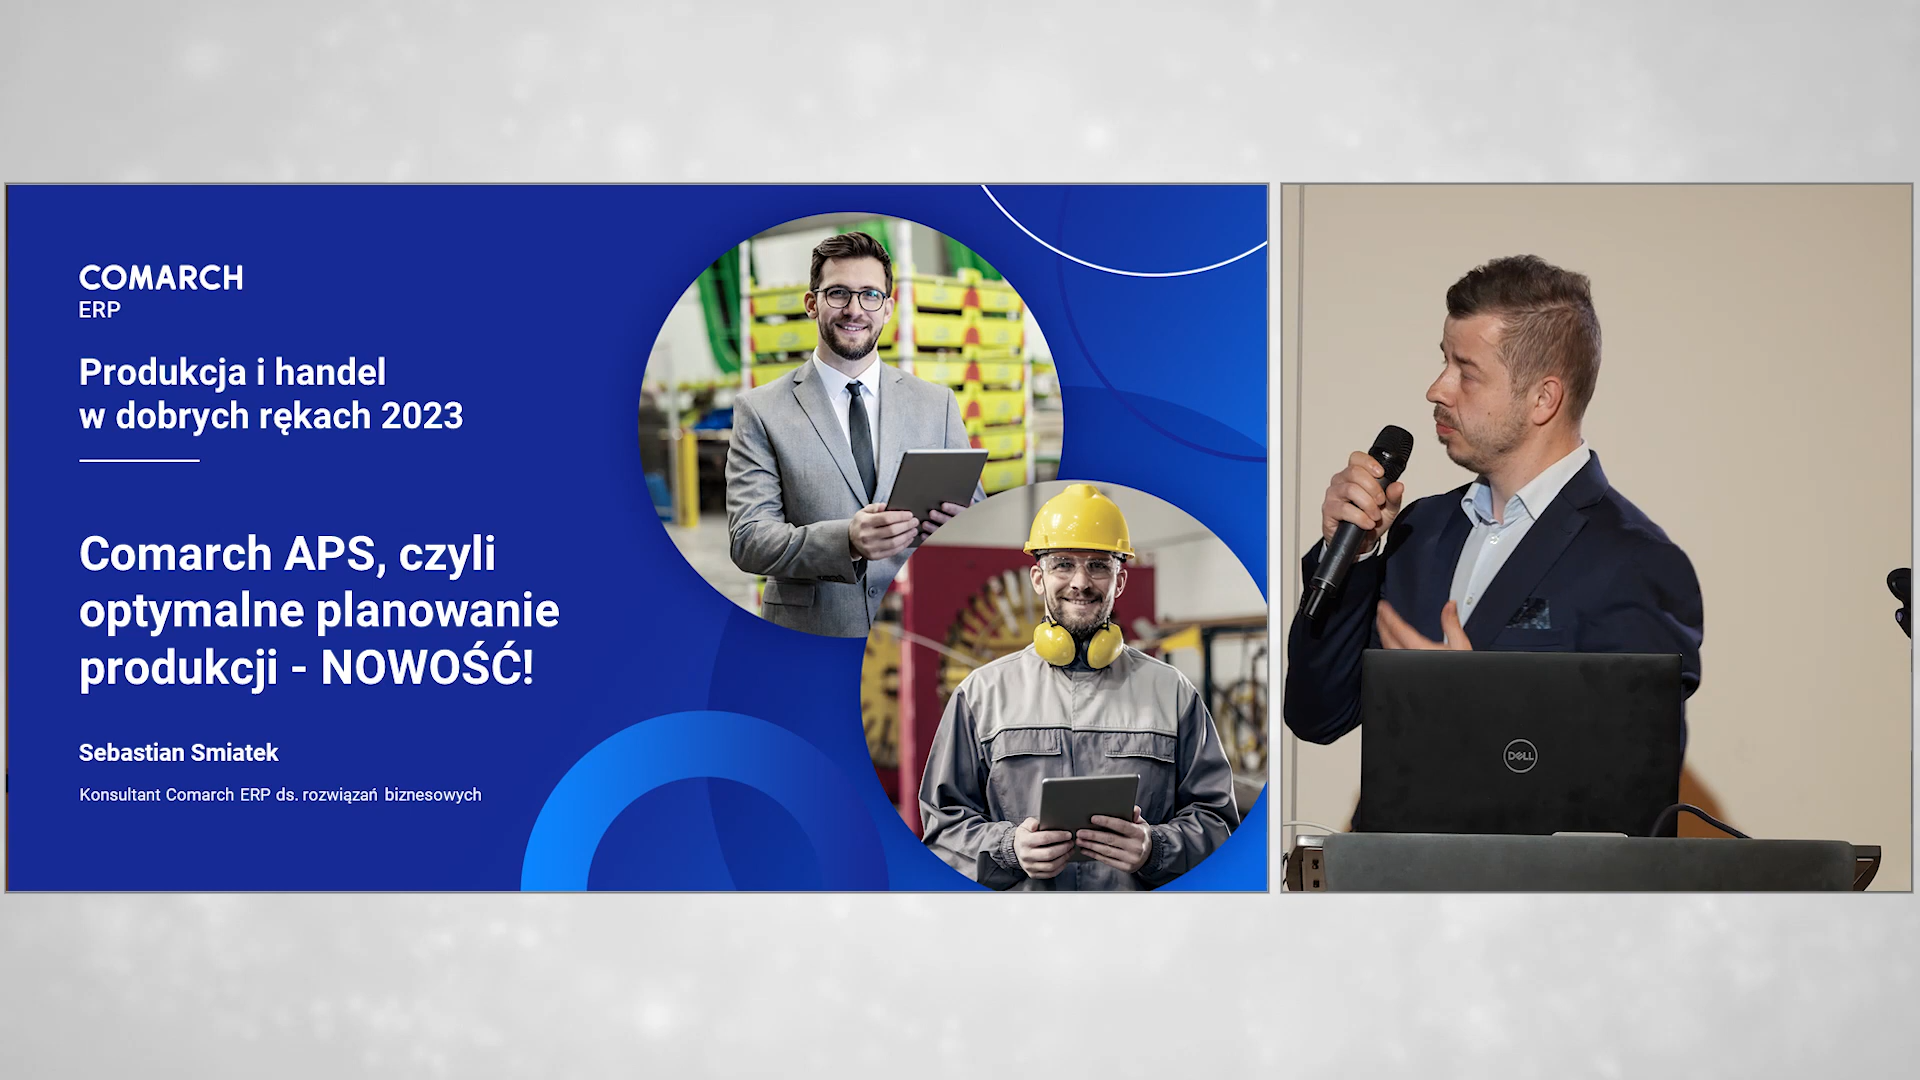 COMARCH
ERP
Produkcja i handel
w dobrych rękach 2023
Comarch APS, czyli
optymalne planowanie
produkcji - NOWOŚĆ!
Sebastian Smiatek
Konsultant Comarch ERP ds. rozwiązań biznesowych
DELL